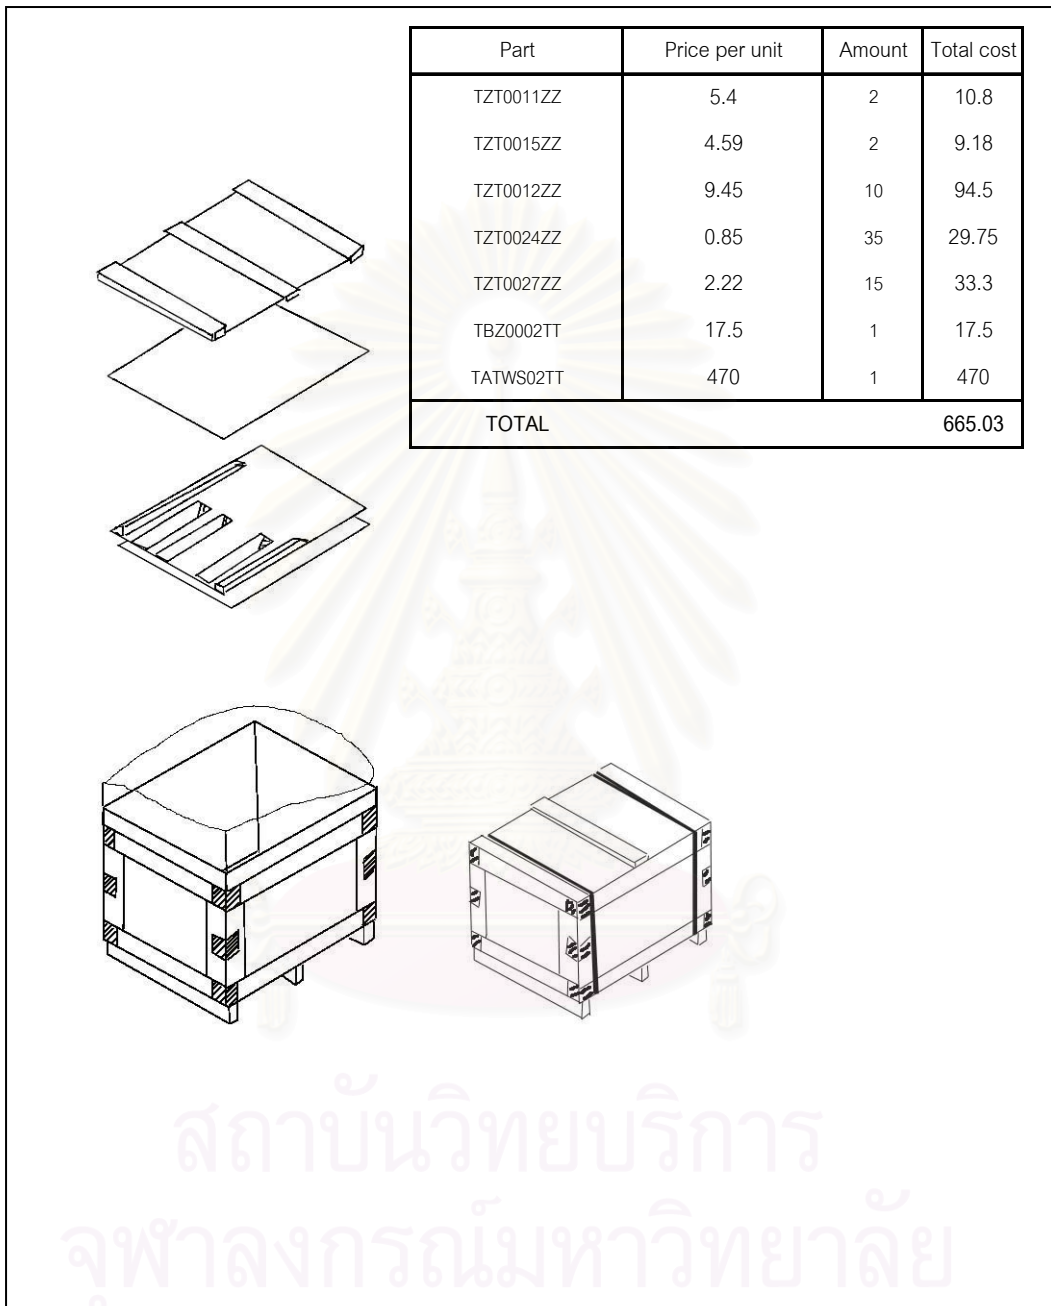 Part Price per unit Amount Total cost
TZT0011ZZ 5.4 2 10.8
TZT0015ZZ 4.59 2 9.18
TZT0012ZZ 9.45 10 94.5
TZT0024ZZ 0.85 35 29.75
TZT0027ZZ 2.22 15 33.3
TBZ0002TT 17.5 1 17.5
TATWS02TT 470 1 470
TOTAL 665.03
สถาบันวิทยบริการ
จุฬาลงกรณ์มหาวิทยาลัย